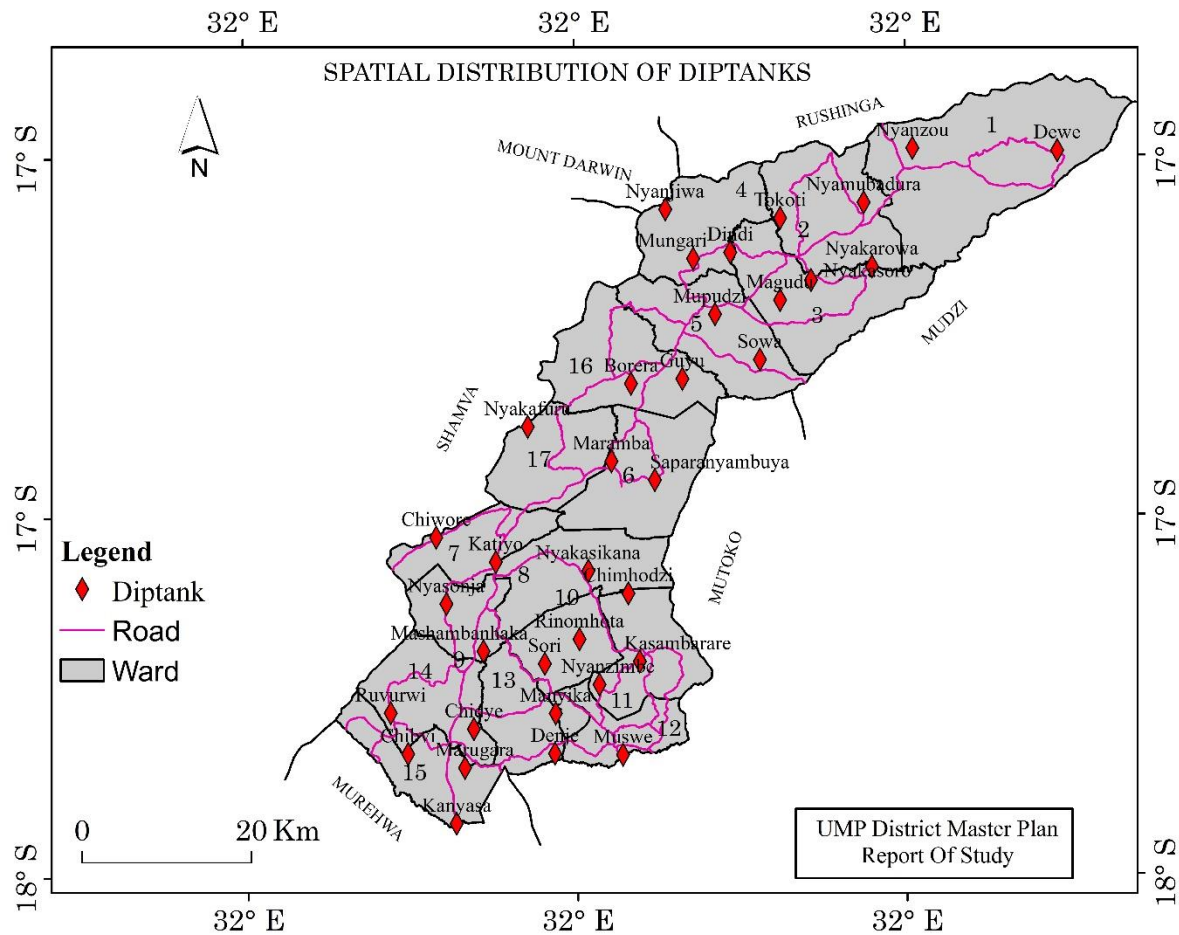 32° E 32° E 32° E
SPATIAL DISTRIBUTION OF DIPTANKS
17° S 17° S
N
RUSHINGA
MOUNT DARWIN
Nyanzou
1
Dewe
Nyanjiwa
4
Tokoti
Nyamubadura
2
Mungari
Dindi
Nyakarowa
Nyakasoro
Magudu
Mupudzi
5
3
MUDZI
Sowa
16
Borera
Guyu
SHAMVA
Nyakafuru
17
Maramba
6
Saparanyambuya
17° S 17° S
Chiwore
7
Katiyo
8
Nyakasikana
Chimhodzi
MUTOKO
Legend
Diptank
Road
Ward
Nyasonja
10
Rinomhota
Mashambanhaka
9
Sori
Kasambarare
14
13
Nyanzimbe
11
Ruvurwi
Manyika
12
Chidye
Chibvi
Marugara
Denje
Muswe
15
Kanyasa
MUREHWA
0 20 Km
UMP District Master Plan
Report Of Study
18° S 18° S
32° E 32° E 32° E